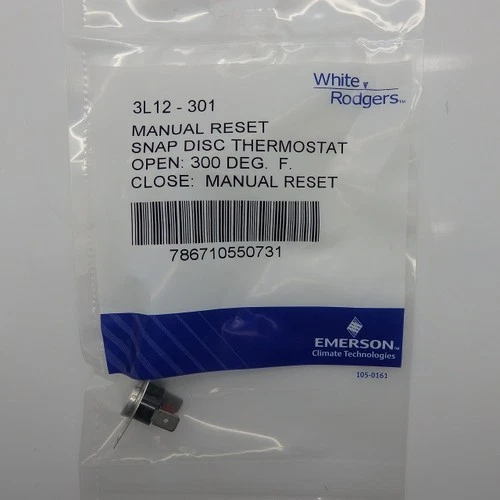 White
Rodgers™
3L12 - 301
MANUAL RESET
SNAP DISC THERMOSTAT
OPEN: 300 DEG. F.
CLOSE: MANUAL RESET
786710550731
EMERSON
Climate Technologies
105-0161